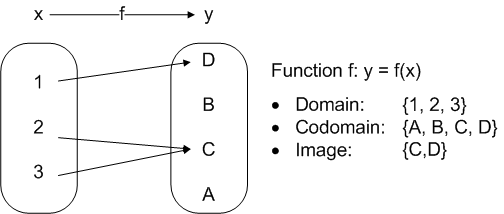 x f y
1
2
3
D
B
C
A
Function f: y = f(x)
• Domain: {1, 2, 3}
• Codomain: {A, B, C, D}
• Image: {C,D}